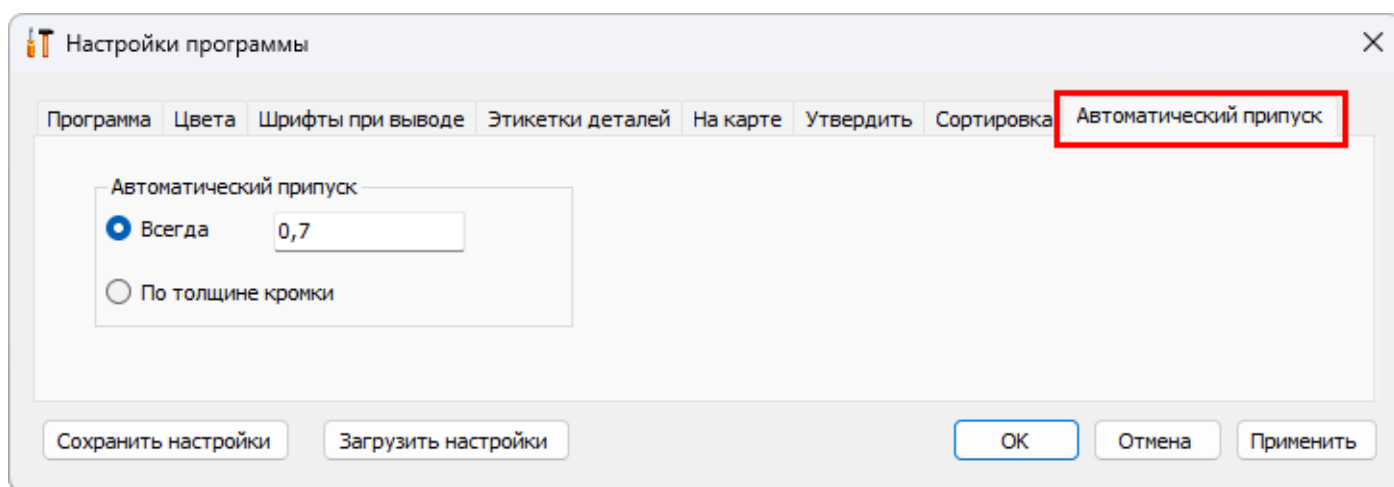 Настройки программы
Программа Цвета Шрифты при выводе Этикетки деталей На карте Утвердить Сортировка Автоматический припуск
Автоматический припуск
Всегда 0,7
По толщине кромки
Сохранить настройки Загрузить настройки OK Отмена Применить